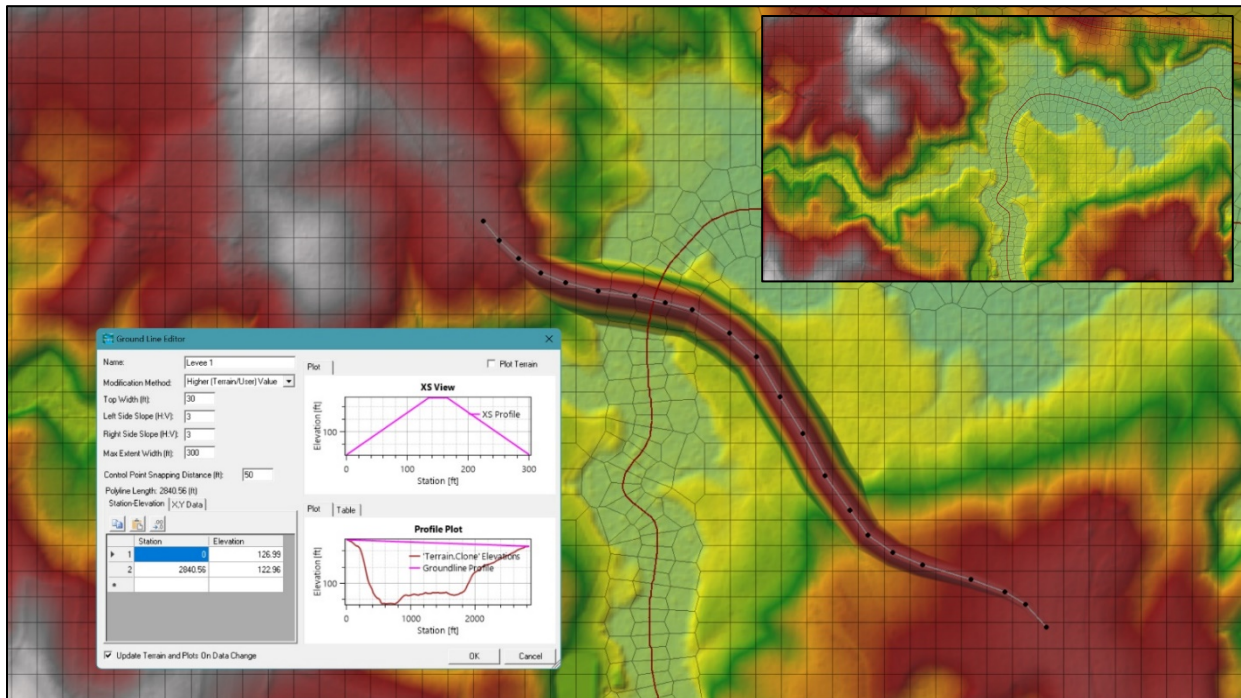 Ground Line Editor
Name: Levee 1
Modification Method: Higher (Terrain/User) Value
Top Width (ft): 30
Left Side Slope (H:V): 3
Right Side Slope (H:V): 3
Max Extent Width (ft): 300
Control Point Snapping Distance (ft): 50
Polyline Length: 2840.56 (ft)
Station-Elevation X,Y Data
Station Elevation
1 0 126.99
2 2840.56 122.96
*
Update Terrain and Plots On Data Change
Plot Plot Terrain
XS View
XS Profile
Elevation [ft]
100
0 100 200 300
Station [ft]
Plot Table
Profile Plot
'Terrain.Clone' Elevations
Groundline Profile
Elevation [ft]
100
0 1000 2000
Station [ft]
OK Cancel